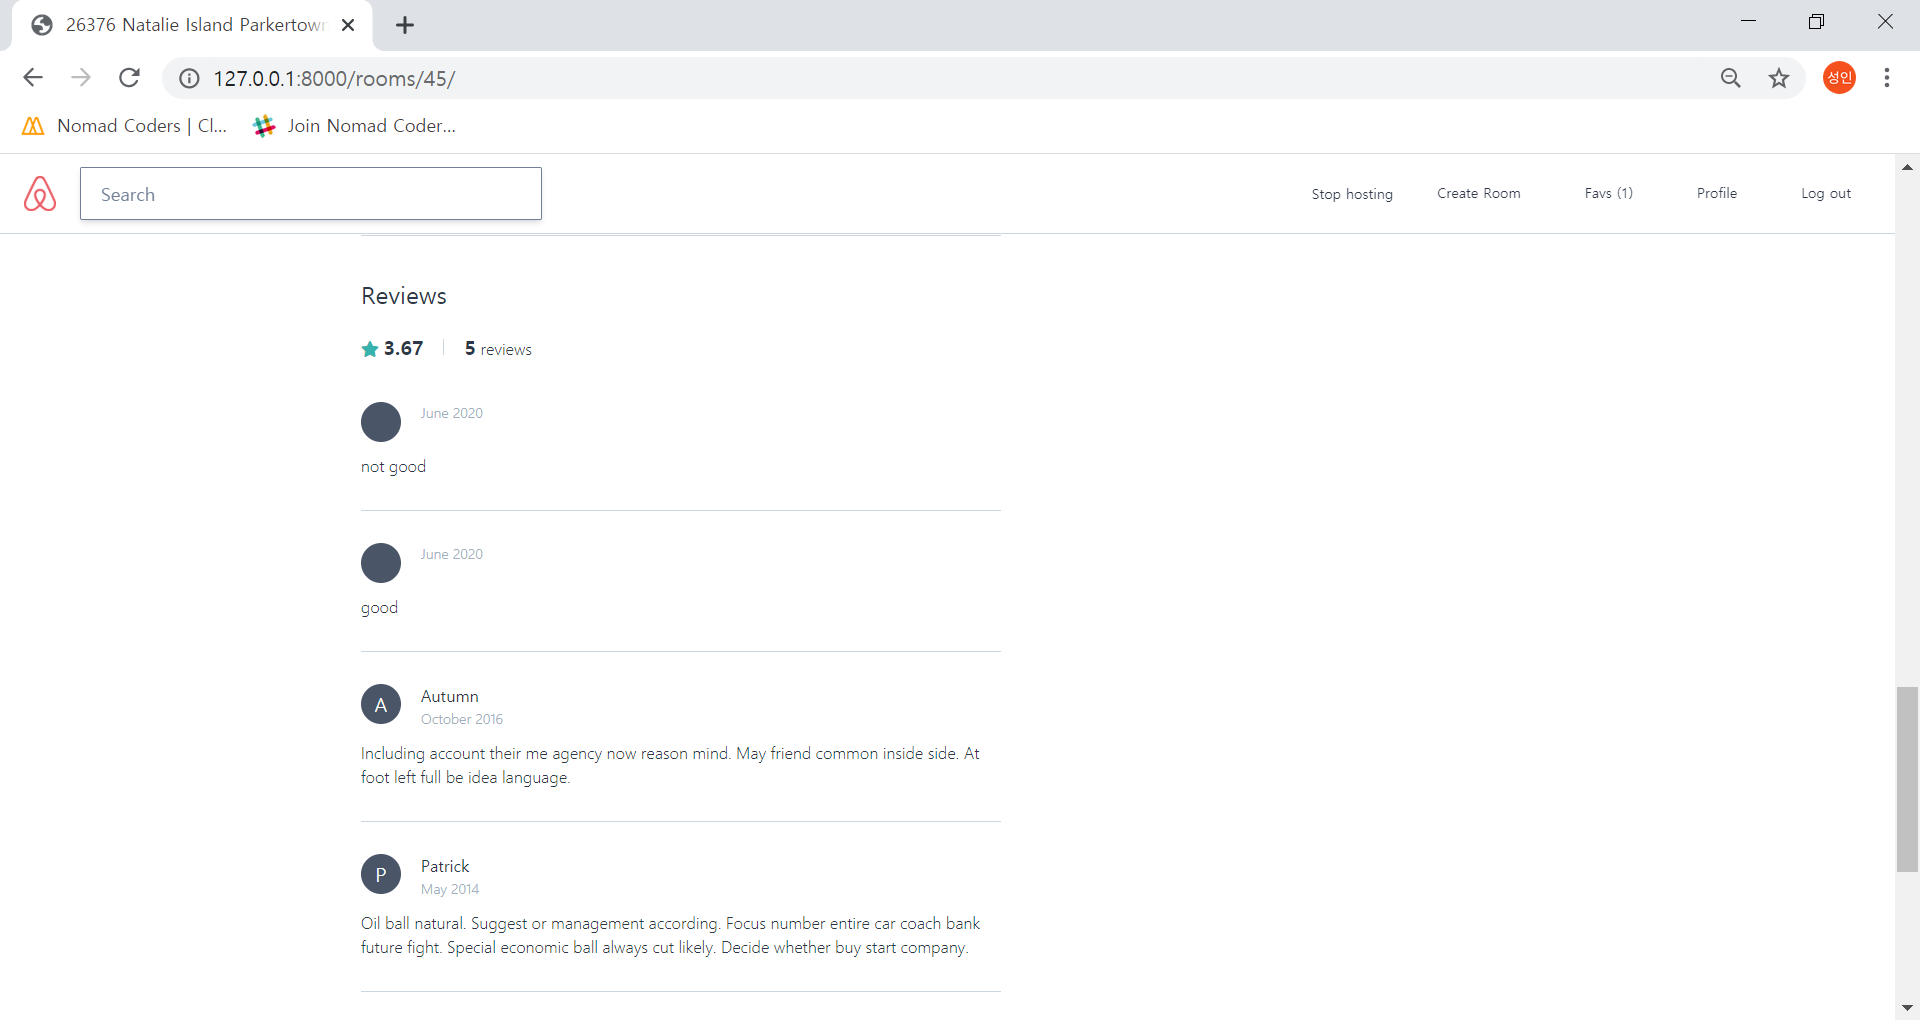 26376 Natalie Island Parkertown
127.0.0.1:8000/rooms/45/
성인
Nomad Coders | Cl...
Join Nomad Coder...
Search
Stop hosting
Create Room
Favs (1)
Profile
Log out
Reviews
3.67
5 reviews
June 2020
not good
June 2020
good
A
Autumn
October 2016
Including account their me agency now reason mind. May friend common inside side. At
foot left full be idea language.
P
Patrick
May 2014
Oil ball natural. Suggest or management according. Focus number entire car coach bank
future fight. Special economic ball always cut likely. Decide whether buy start company.